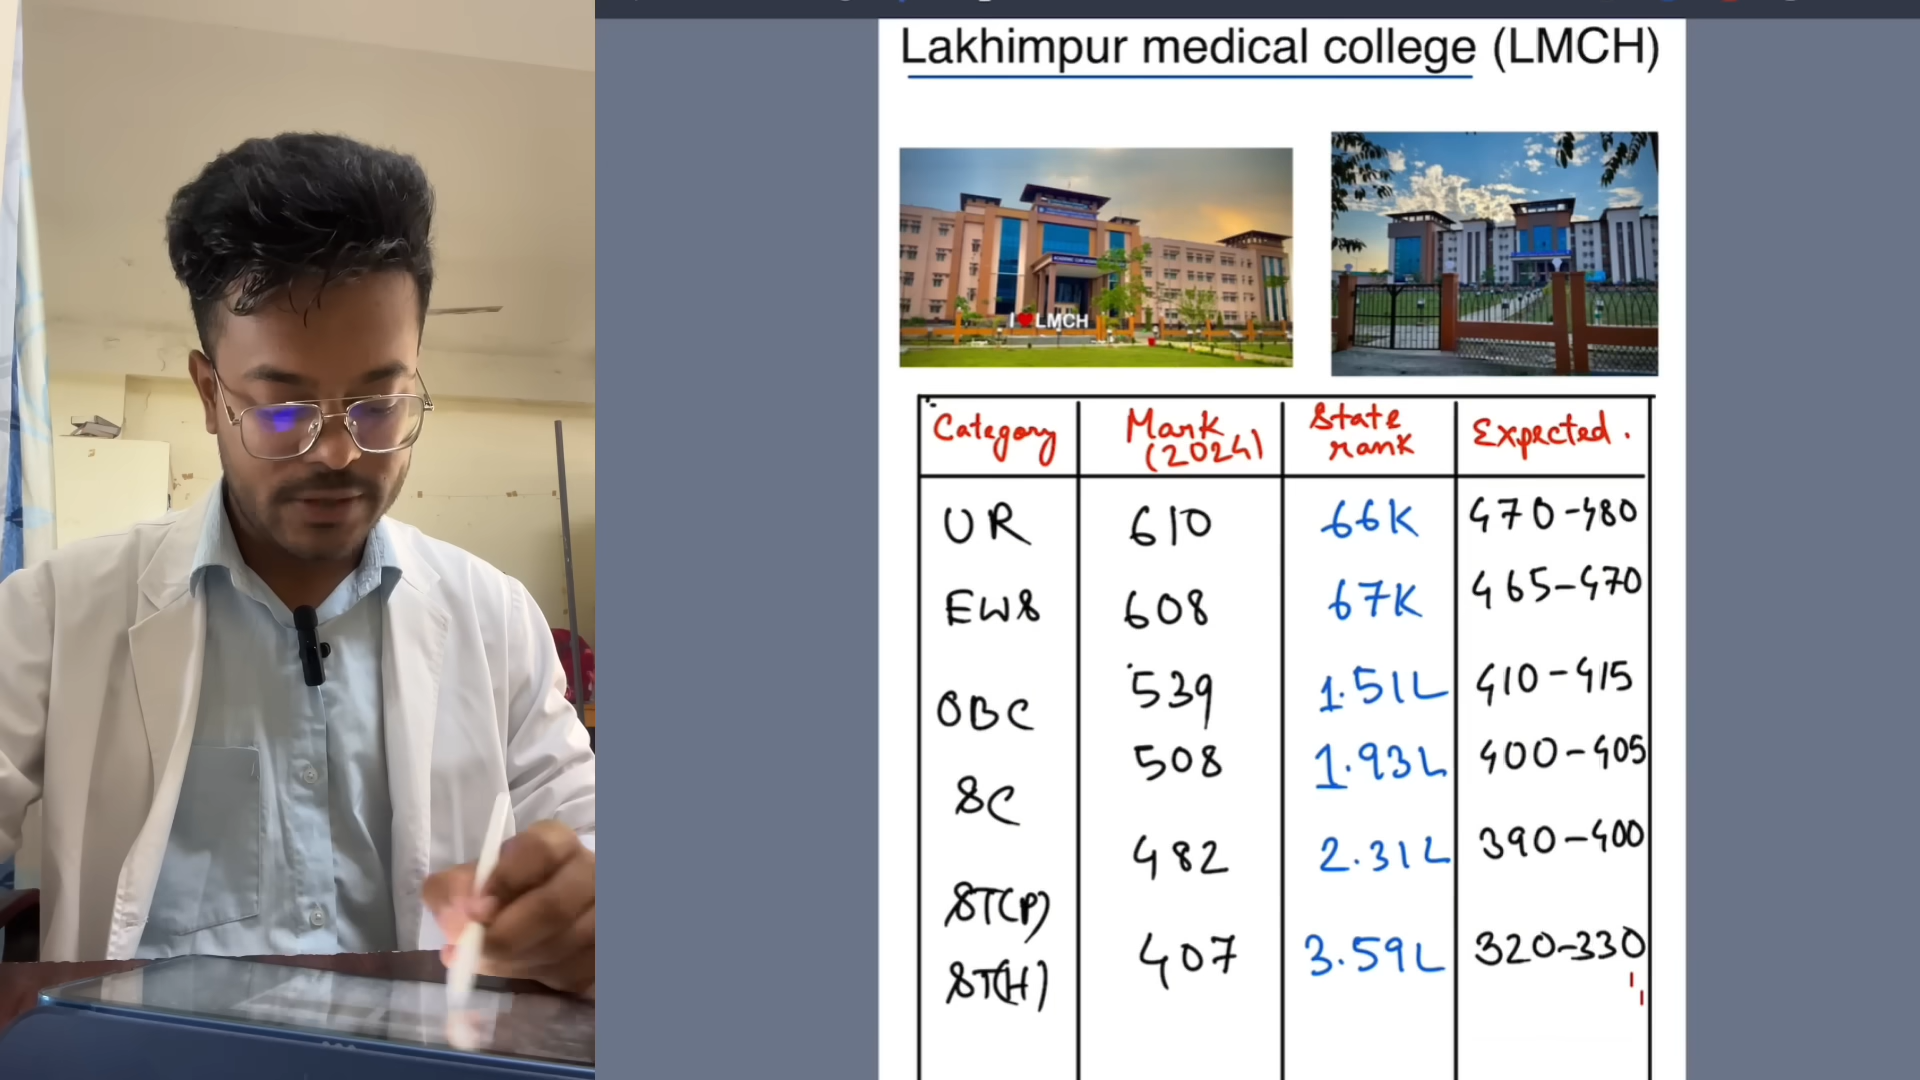 Lakhimpur medical college (LMCH)
I ❤ LMCH
Category Mark (2024) State rank Expected.
UR 610 66K 470-480
EWS 608 67K 465-470
OBC 539 1.51L 410-415
SC 508 1.93L 400-405
ST(P) 482 2.31L 390-400
ST(H) 407 3.59L 320-330